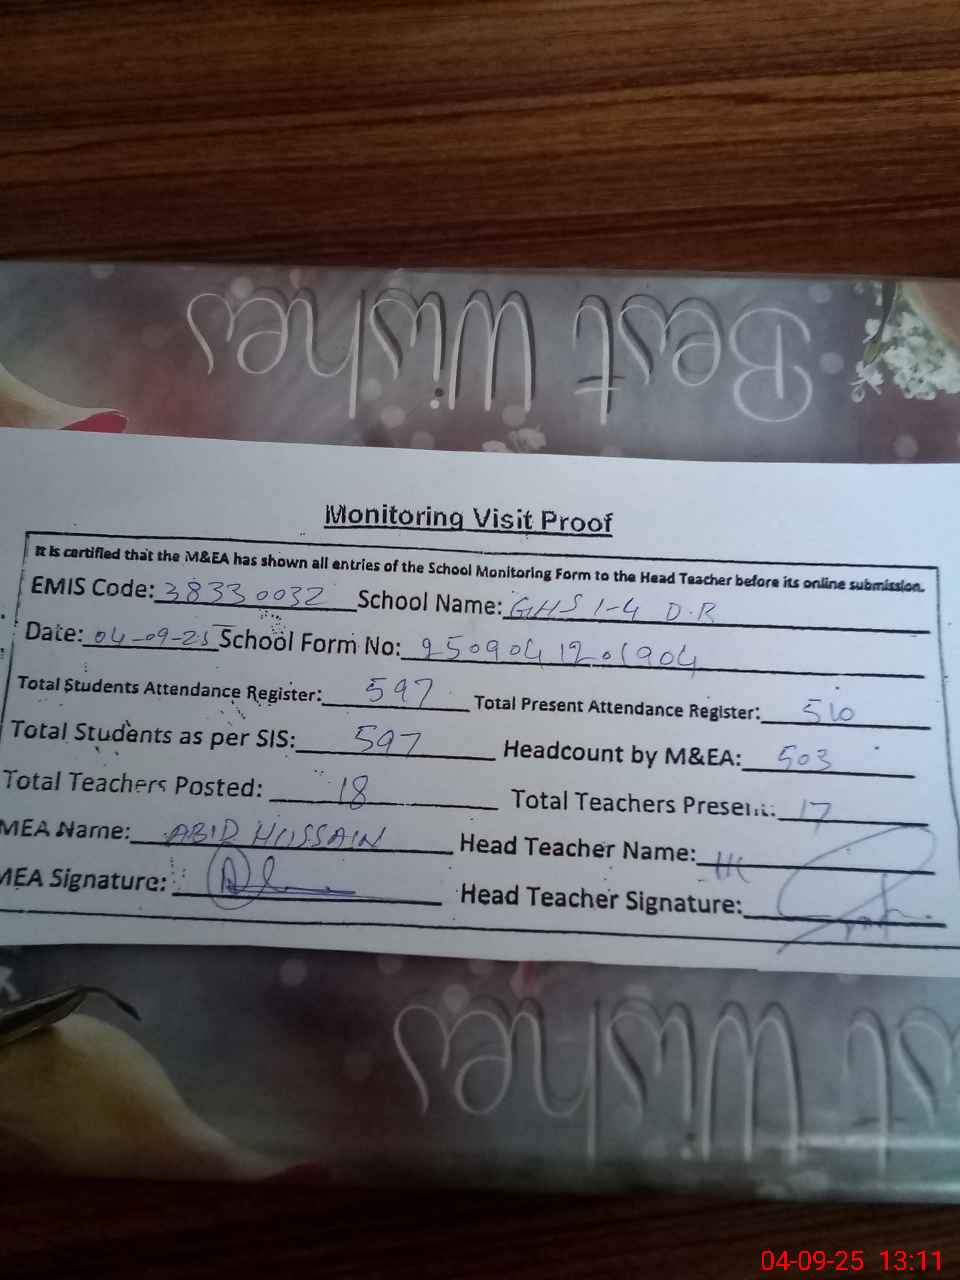 Best Wishes
Monitoring Visit Proof
It is certified that the M&EA has shown all entries of the School Monitoring Form to the Head Teacher before its online submission.
EMIS Code: 38330032 School Name: GHS 1-4 D.R
Date: 04-09-25 School Form No: 250904 1201904
Total Students Attendance Register: 597 Total Present Attendance Register: 510
Total Students as per SIS: 597 Headcount by M&EA: 503
Total Teachers Posted: 18 Total Teachers Present: 17
MEA Name: ABID HUSSAIN Head Teacher Name:
MEA Signature: Head Teacher Signature:
st Wishes
04-09-25 13:11